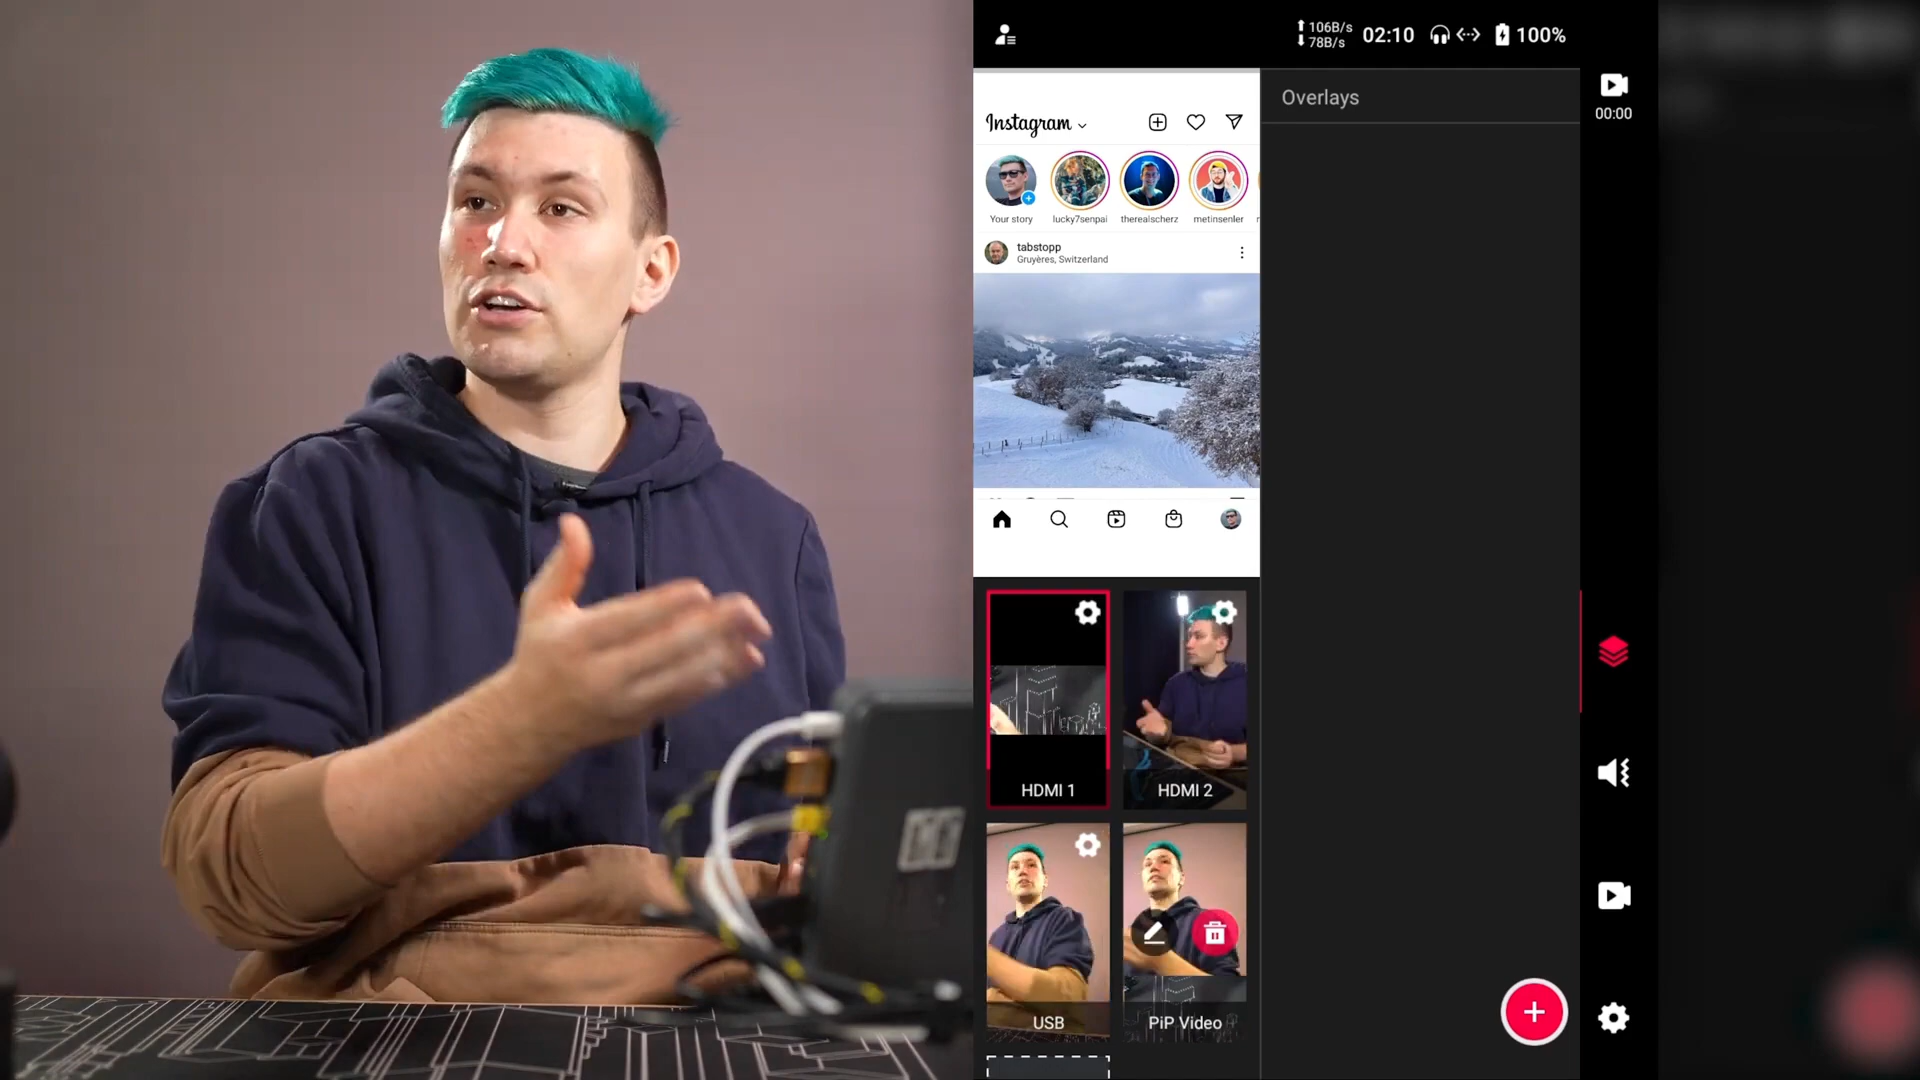 106B/s
78B/s
02:10
100%
Overlays
00:00
Instagram
Your story
lucky7senpai
therealscherz
metinsenler
tabstopp
Gruyères, Switzerland
HDMI 1
HDMI 2
USB
PiP Video